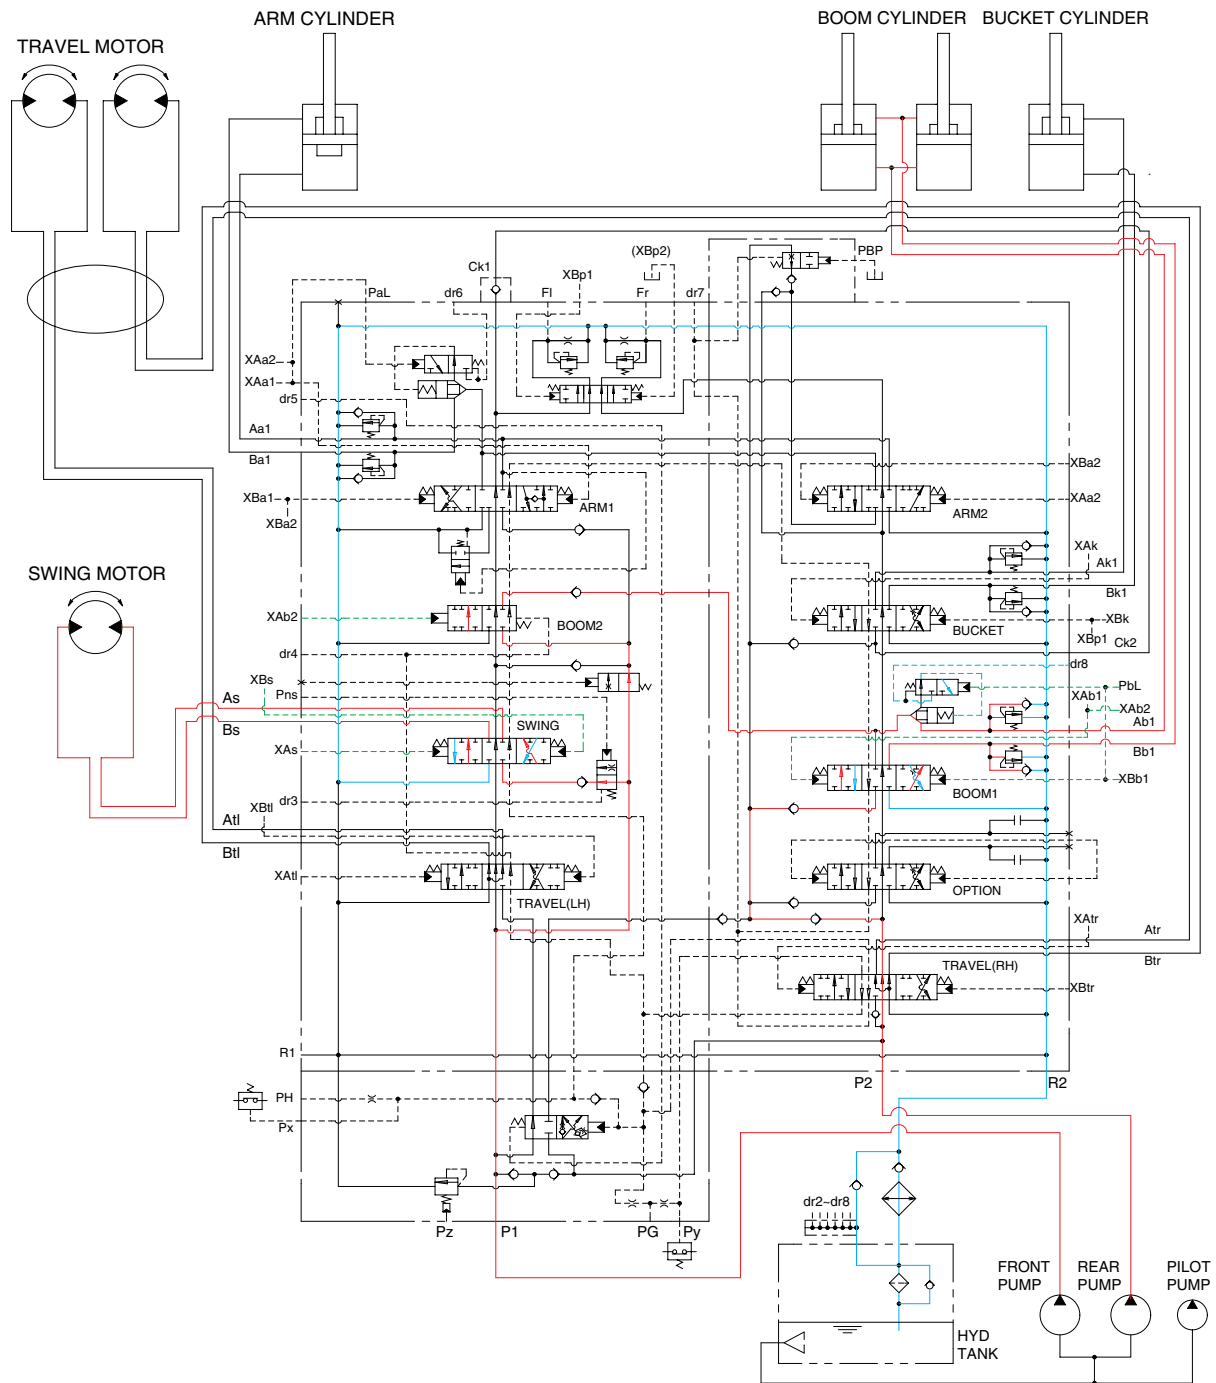 ARM CYLINDER
BOOM CYLINDER
BUCKET CYLINDER
TRAVEL MOTOR
(XBp2)
PBP
Ck1
XBp1
PaL
dr6
Fl
Fr
dr7
XAa2
XAa1
dr5
Aa1
Ba1
XBa2
XBa1
ARM1
XAa2
XBa2
ARM2
XAk
Ak1
SWING MOTOR
Bk1
XAb2
BOOM2
XBk
BUCKET
XBp1
Ck2
dr4
dr8
XBs
Pns
PbL
XAb1
As
XAb2
SWING
Ab1
Bs
XAs
Bb1
XBb1
BOOM1
dr3
XBtl
Atl
Btl
XAtl
OPTION
TRAVEL(LH)
XAtr
Atr
TRAVEL(RH)
Btr
XBtr
R1
P2
R2
PH
Px
dr2~dr8
Pz
P1
PG
Py
FRONT
PUMP
REAR
PUMP
PILOT
PUMP
HYD
TANK